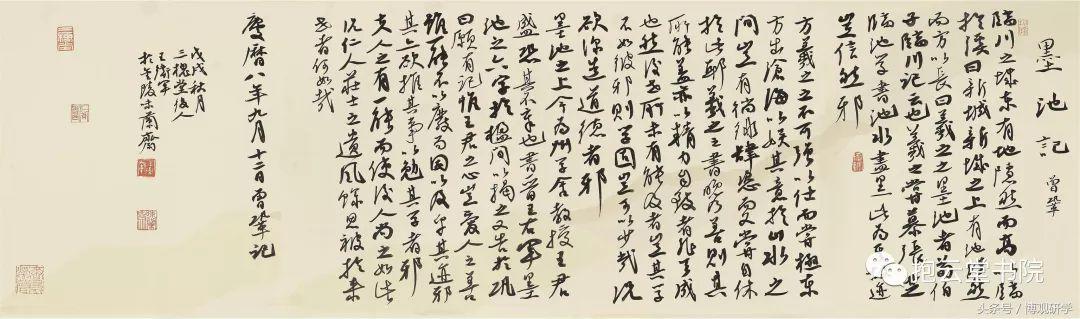 墨池記 曾鞏
臨川之城東有地隱然而高以臨
於溪曰新城新城之上有池窪然
而方以長曰羲之之墨池者荀伯
子臨川記云也羲之嘗慕張芝
臨池學書池水盡黑此為其故迹
豈信然邪
方羲之之不可強以仕而嘗極東
方出滄海以娛其意於山水之
間豈有徜徉肆恣而又嘗自休
於此邪羲之之書晚乃善則其
所能蓋亦以精力自致者非天成
也然後世所未有能及者豈其學
不如彼邪則學固豈可以少哉況
欲深造道德者邪
墨池之上今為州學舍教授王君
盛恐其不章也書晉王右軍墨
池之六字於楹間以揭之又告於鞏
曰願有記推王君之心豈愛人之善
雖一能不以廢而因以及乎其迹邪
其亦欲推其事以勉其學者邪
夫人之有一能而使後人尚之如此
況仁人莊士之遺風餘思被於來
世者何如哉
慶曆八年九月十二日曾鞏記
戊戌秋月
三槐堂後人
王軍
於陵木蘭齋
抱云堂书院
头条号 / 博观研学